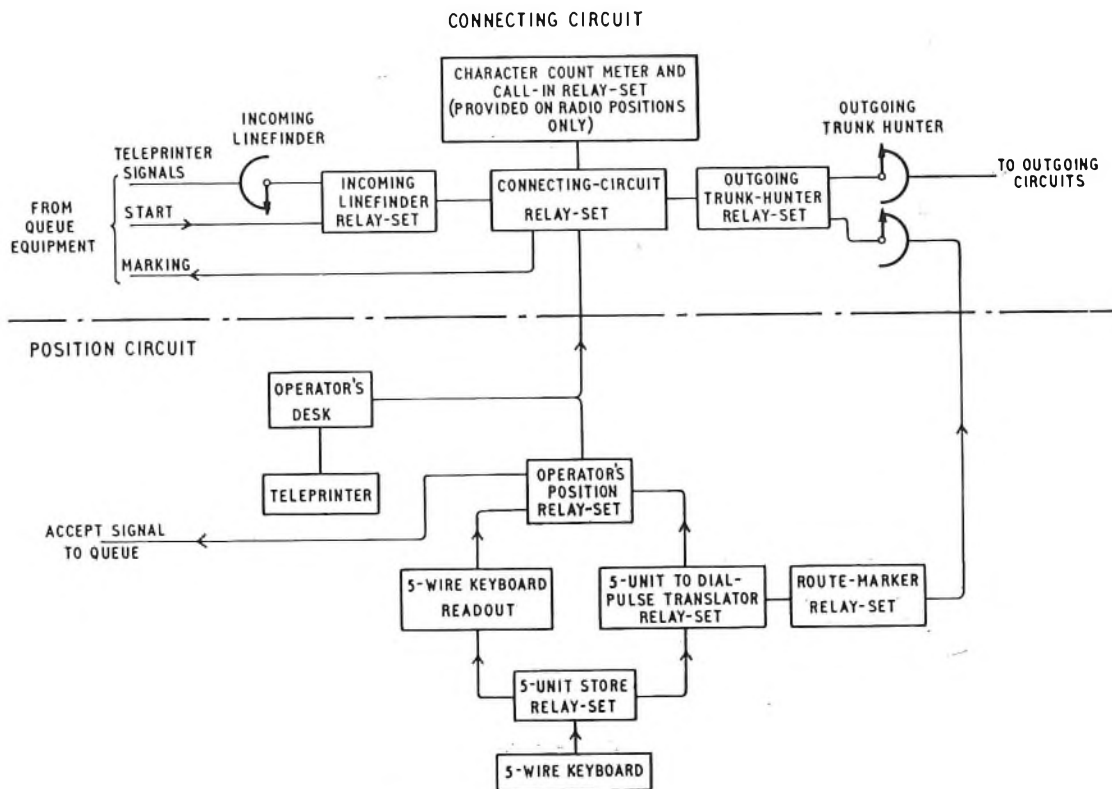 CONNECTING CIRCUIT
CHARACTER COUNT METER AND
CALL-IN RELAY-SET
(PROVIDED ON RADIO POSITIONS
ONLY)
INCOMING
LINEFINDER
OUTGOING
TRUNK HUNTER
TELEPRINTER
SIGNALS
START
MARKING
FROM
QUEUE
EQUIPMENT
INCOMING
LINEFINDER
RELAY-SET
CONNECTING-CIRCUIT
RELAY-SET
OUTGOING
TRUNK-HUNTER
RELAY-SET
TO OUTGOING
CIRCUITS
POSITION CIRCUIT
OPERATOR'S
DESK
TELEPRINTER
OPERATOR'S
POSITION
RELAY-SET
ACCEPT SIGNAL
TO QUEUE
5-WIRE KEYBOARD
READOUT
5-UNIT TO DIAL-
PULSE TRANSLATOR
RELAY-SET
ROUTE-MARKER
RELAY-SET
5-UNIT STORE
RELAY-SET
5-WIRE KEYBOARD